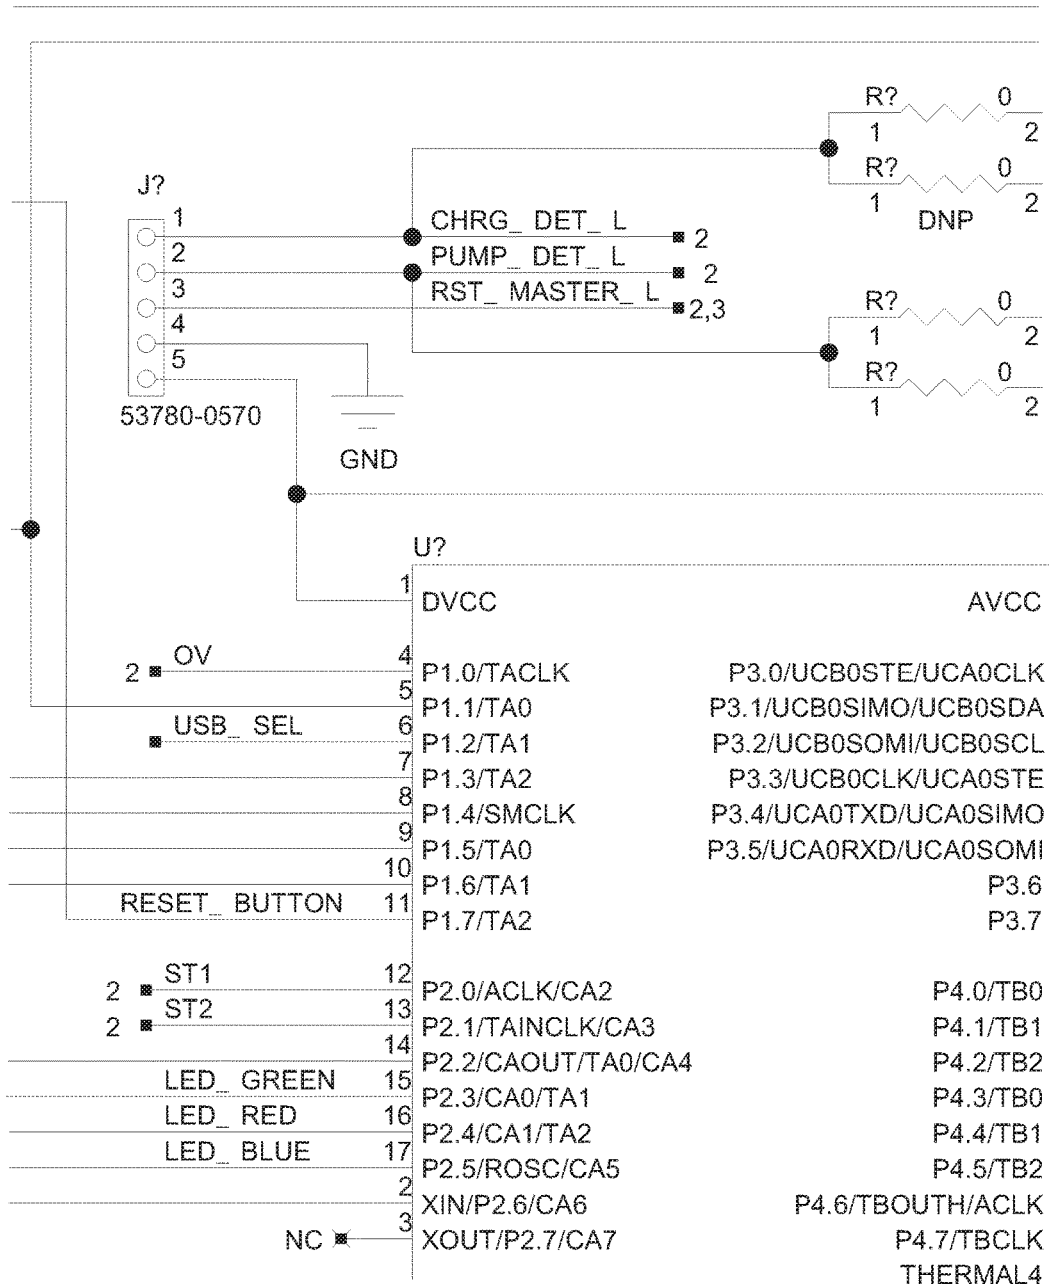 R? 0
1 2
R? 0
1 2
DNP
J?
1
2
3
4
5
53780-0570
CHRG_ DET_ L 2
PUMP_ DET_ L 2
RST_ MASTER_ L 2,3
R? 0
1 2
R? 0
1 2
GND
U?
1 DVCC AVCC
2 OV 4 P1.0/TACLK P3.0/UCB0STE/UCA0CLK
5 P1.1/TA0 P3.1/UCB0SIMO/UCB0SDA
USB_ SEL 6 P1.2/TA1 P3.2/UCB0SOMI/UCB0SCL
7 P1.3/TA2 P3.3/UCB0CLK/UCA0STE
8 P1.4/SMCLK P3.4/UCA0TXD/UCA0SIMO
9 P1.5/TA0 P3.5/UCA0RXD/UCA0SOMI
10 P1.6/TA1 P3.6
RESET_ BUTTON 11 P1.7/TA2 P3.7
2 ST1 12 P2.0/ACLK/CA2 P4.0/TB0
2 ST2 13 P2.1/TAINCLK/CA3 P4.1/TB1
14 P2.2/CAOUT/TA0/CA4 P4.2/TB2
LED_ GREEN 15 P2.3/CA0/TA1 P4.3/TB0
LED_ RED 16 P2.4/CA1/TA2 P4.4/TB1
LED_ BLUE 17 P2.5/ROSC/CA5 P4.5/TB2
2 XIN/P2.6/CA6 P4.6/TBOUTH/ACLK
NC 3 XOUT/P2.7/CA7 P4.7/TBCLK
THERMAL4